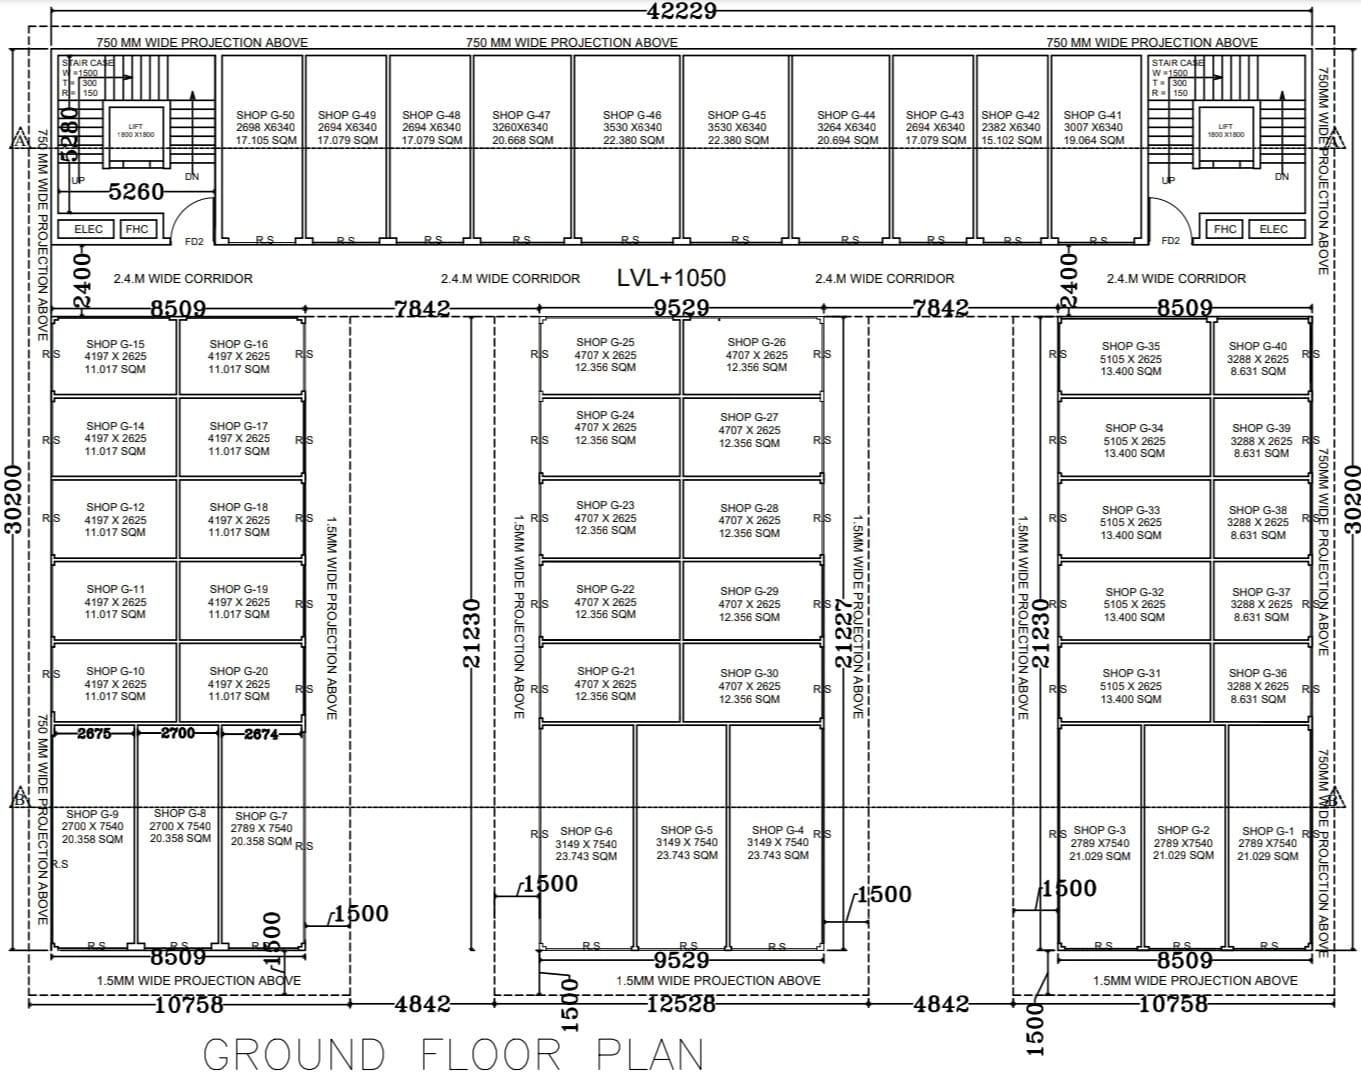 42229
750 MM WIDE PROJECTION ABOVE
750 MM WIDE PROJECTION ABOVE
750 MM WIDE PROJECTION ABOVE
STAIR CASE
W =1500
T = 300
R = 150
LIFT
1800 X1800
5280
5260
UP
DN
ELEC
FHC
FD2
SHOP G-50
2698 X6340
17.105 SQM
R.S
SHOP G-49
2694 X6340
17.079 SQM
R.S
SHOP G-48
2694 X6340
17.079 SQM
R.S
SHOP G-47
3260X6340
20.668 SQM
R.S
SHOP G-46
3530 X6340
22.380 SQM
R.S
SHOP G-45
3530 X6340
22.380 SQM
R.S
SHOP G-44
3264 X6340
20.694 SQM
R.S
SHOP G-43
2694 X6340
17.079 SQM
R.S
SHOP G-42
2382 X6340
15.102 SQM
R.S
SHOP G-41
3007 X6340
19.064 SQM
R.S
STAIR CASE
W =1500
T = 300
R = 150
LIFT
1800 X1800
UP
DN
FD2
FHC
ELEC
A
A
750 MM WIDE PROJECTION ABOVE
750MM WIDE PROJECTION ABOVE
2400
2.4.M WIDE CORRIDOR
2.4.M WIDE CORRIDOR
LVL+1050
2.4.M WIDE CORRIDOR
2400
2.4.M WIDE CORRIDOR
8509
7842
9529
7842
8509
30200
30200
R.S
SHOP G-15
4197 X 2625
11.017 SQM
SHOP G-16
4197 X 2625
11.017 SQM
R.S
R.S
SHOP G-25
4707 X 2625
12.356 SQM
SHOP G-26
4707 X 2625
12.356 SQM
R.S
R.S
SHOP G-35
5105 X 2625
13.400 SQM
SHOP G-40
3288 X 2625
8.631 SQM
R.S
R.S
SHOP G-14
4197 X 2625
11.017 SQM
SHOP G-17
4197 X 2625
11.017 SQM
R.S
R.S
SHOP G-24
4707 X 2625
12.356 SQM
SHOP G-27
4707 X 2625
12.356 SQM
R.S
R.S
SHOP G-34
5105 X 2625
13.400 SQM
SHOP G-39
3288 X 2625
8.631 SQM
R.S
R.S
SHOP G-12
4197 X 2625
11.017 SQM
SHOP G-18
4197 X 2625
11.017 SQM
R.S
R.S
SHOP G-23
4707 X 2625
12.356 SQM
SHOP G-28
4707 X 2625
12.356 SQM
R.S
R.S
SHOP G-33
5105 X 2625
13.400 SQM
SHOP G-38
3288 X 2625
8.631 SQM
R.S
SHOP G-11
4197 X 2625
11.017 SQM
SHOP G-19
4197 X 2625
11.017 SQM
R.S
R.S
SHOP G-22
4707 X 2625
12.356 SQM
SHOP G-29
4707 X 2625
12.356 SQM
R.S
R.S
SHOP G-32
5105 X 2625
13.400 SQM
SHOP G-37
3288 X 2625
8.631 SQM
R.S
R.S
SHOP G-10
4197 X 2625
11.017 SQM
SHOP G-20
4197 X 2625
11.017 SQM
R.S
R.S
SHOP G-21
4707 X 2625
12.356 SQM
SHOP G-30
4707 X 2625
12.356 SQM
R.S
R.S
SHOP G-31
5105 X 2625
13.400 SQM
SHOP G-36
3288 X 2625
8.631 SQM
R.S
1.5MM WIDE PROJECTION ABOVE
21230
1.5MM WIDE PROJECTION ABOVE
21227
1.5MM WIDE PROJECTION ABOVE
1.5MM WIDE PROJECTION ABOVE
21230
750MM WIDE PROJECTION ABOVE
750 MM WIDE PROJECTION ABOVE
2675
2700
2674
B
B
SHOP G-9
2700 X 7540
20.358 SQM
R.S
R.S
SHOP G-8
2700 X 7540
20.358 SQM
R.S
SHOP G-7
2789 X 7540
20.358 SQM
R.S
R.S
R.S
SHOP G-6
3149 X 7540
23.743 SQM
R.S
SHOP G-5
3149 X 7540
23.743 SQM
R.S
SHOP G-4
3149 X 7540
23.743 SQM
R.S
R.S
R.S
SHOP G-3
2789 X7540
21.029 SQM
R.S
SHOP G-2
2789 X7540
21.029 SQM
R.S
SHOP G-1
2789 X7540
21.029 SQM
R.S
R.S
750MM WIDE PROJECTION ABOVE
1500
1500
1500
1500
1500
8509
9529
8509
1.5MM WIDE PROJECTION ABOVE
1.5MM WIDE PROJECTION ABOVE
1.5MM WIDE PROJECTION ABOVE
1500
1500
10758
4842
12528
4842
10758
GROUND FLOOR PLAN